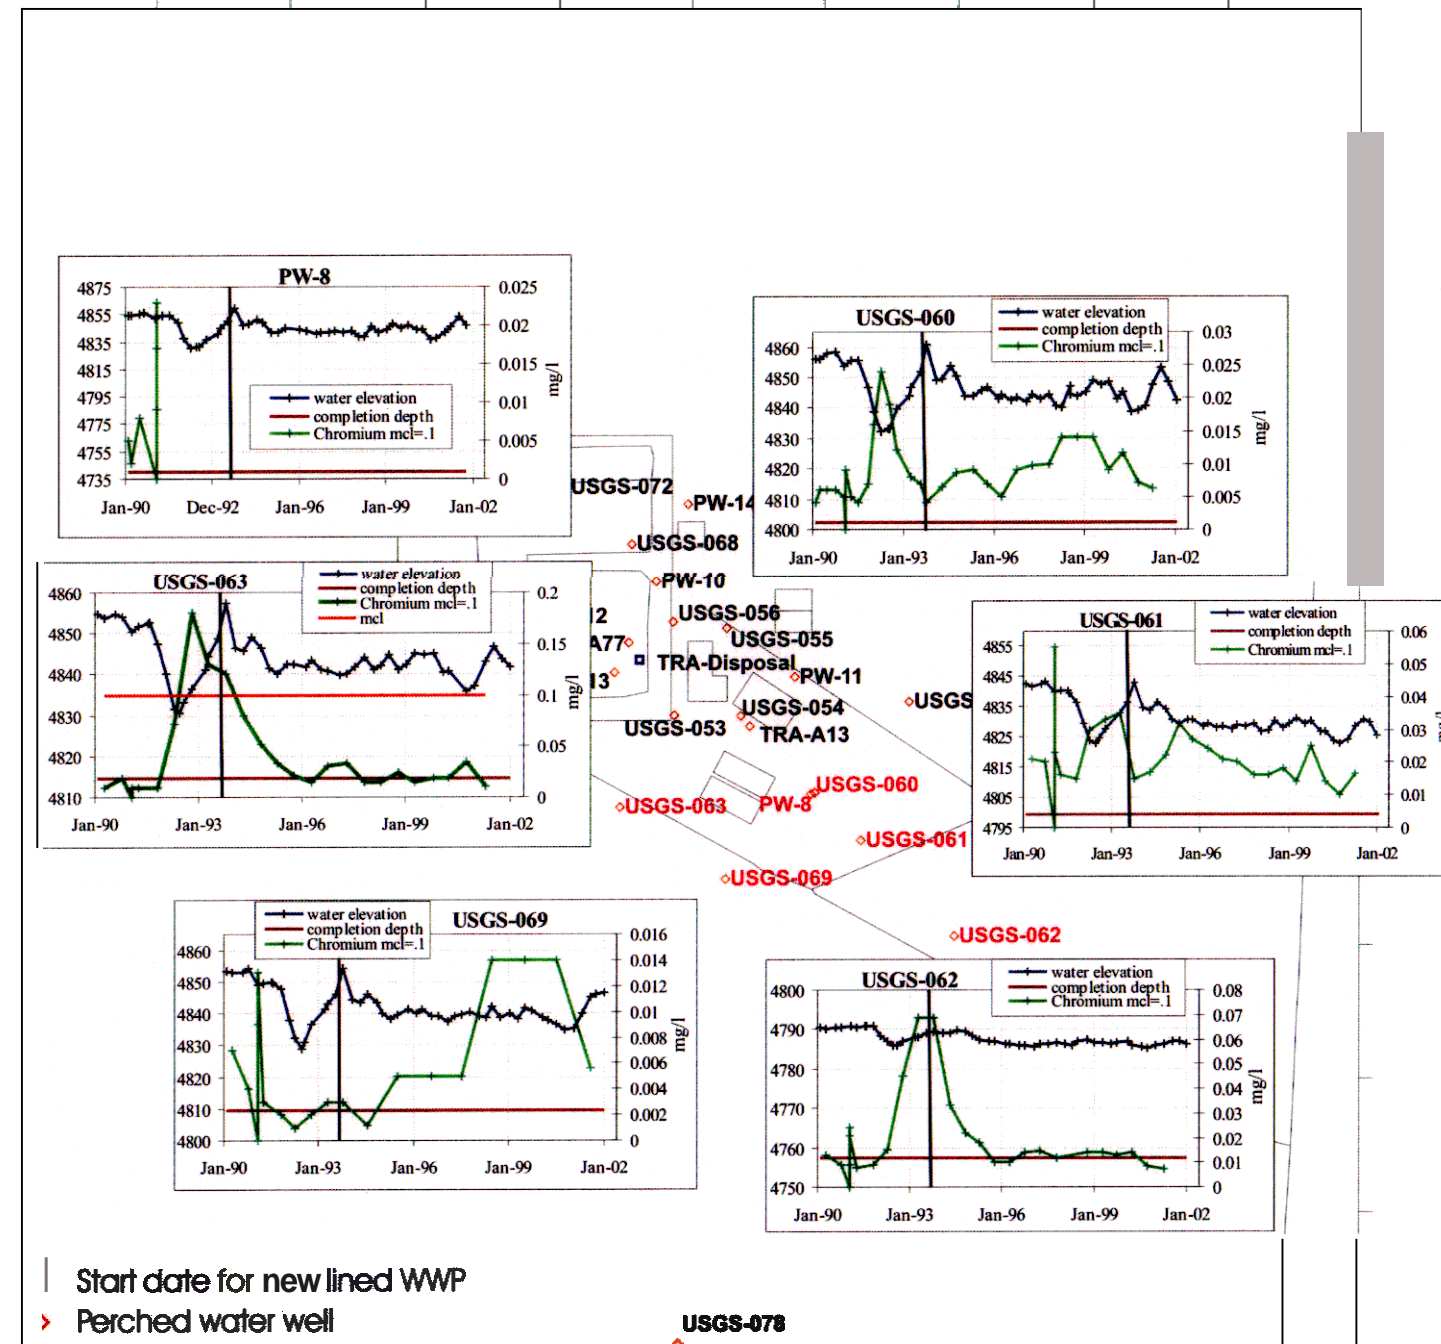 PW-8
4875
4855
4835
4815
4795
4775
4755
4735
0.025
0.02
0.015
0.01
0.005
0
mg/l
water elevation
completion depth
Chromium mcl=.1
Jan-90 Dec-92 Jan-96 Jan-99 Jan-02
USGS-060
water elevation
completion depth
Chromium mcl=.1
4860
4850
4840
4830
4820
4810
4800
0.03
0.025
0.02
0.015
0.01
0.005
0
mg/l
Jan-90 Jan-93 Jan-96 Jan-99 Jan-02
USGS-072
PW-14
USGS-068
PW-10
USGS-056
12
USGS-055
A77
TRA-Disposal
PW-11
13
USGS
USGS-054
USGS-053
TRA-A13
USGS-060
PW-8
USGS-063
USGS-061
USGS-069
USGS-062
USGS-063
water elevation
completion depth
Chromium mcl=.1
mcl
4860
4850
4840
4830
4820
4810
0.2
0.15
0.1
0.05
0
mg/l
Jan-90 Jan-93 Jan-96 Jan-99 Jan-02
USGS-061
water elevation
completion depth
Chromium mcl=.1
4855
4845
4835
4825
4815
4805
4795
0.06
0.05
0.04
0.03
0.02
0.01
0
Jan-90 Jan-93 Jan-96 Jan-99 Jan-02
USGS-069
water elevation
completion depth
Chromium mcl=.1
4860
4850
4840
4830
4820
4810
4800
0.016
0.014
0.012
0.01
0.008
0.006
0.004
0.002
0
mg/l
Jan-90 Jan-93 Jan-96 Jan-99 Jan-02
USGS-062
water elevation
completion depth
Chromium mcl=.1
4800
4790
4780
4770
4760
4750
0.08
0.07
0.06
0.05
0.04
0.03
0.02
0.01
0
mg/l
Jan-90 Jan-93 Jan-96 Jan-99 Jan-02
Start date for new lined WWP
Perched water well
USGS-078